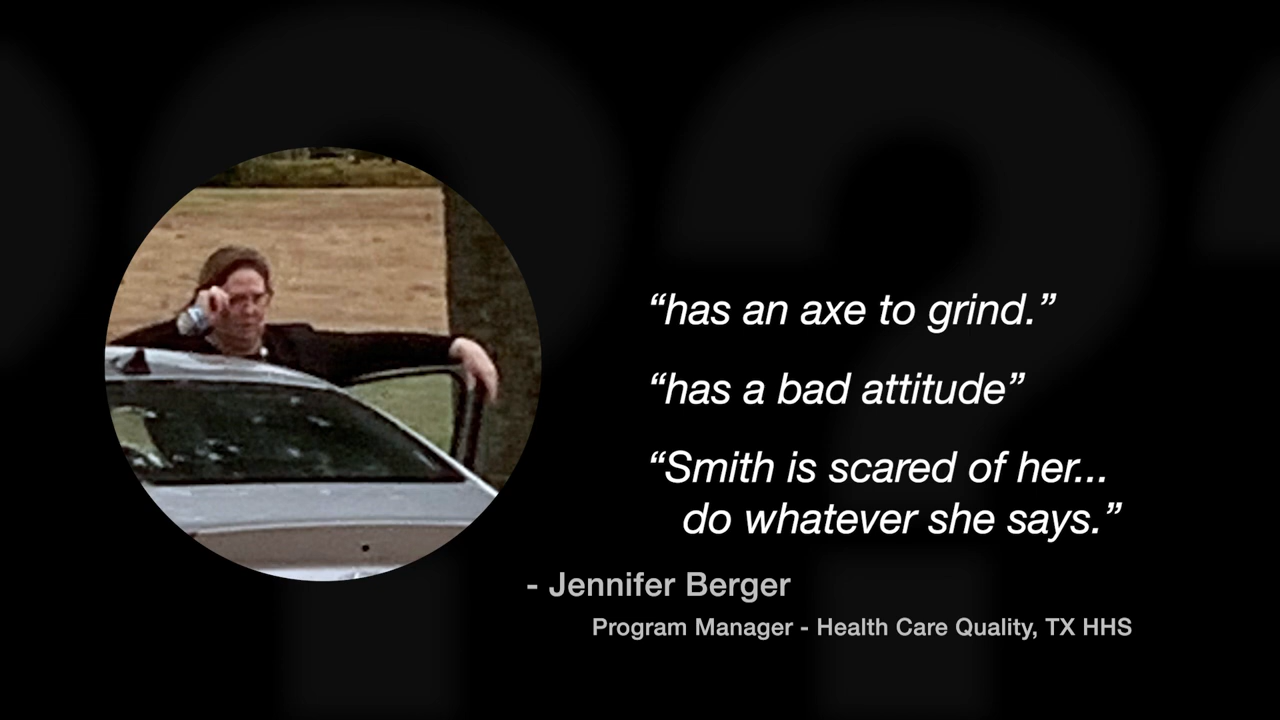 “has an axe to grind.”
“has a bad attitude”
“Smith is scared of her...
do whatever she says.”
- Jennifer Berger
Program Manager - Health Care Quality, TX HHS